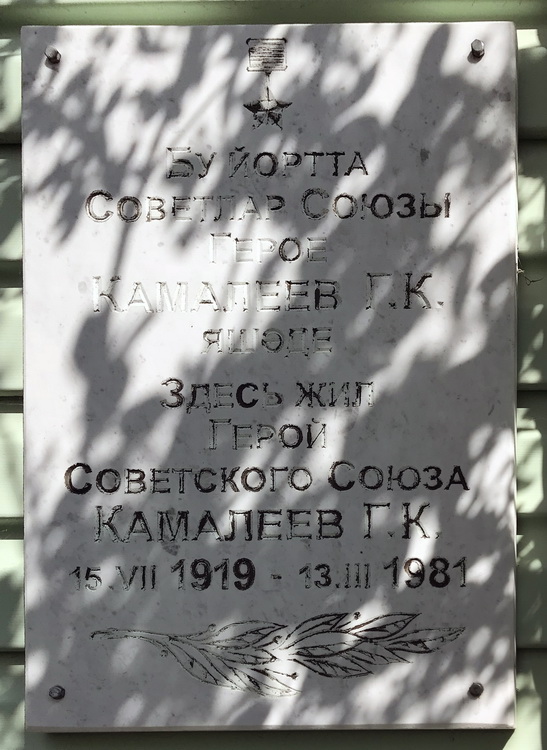 Бу йортта
Советлар Союзы
Герое
Камалеев Г.К.
яшәде
Здесь жил
Герой
Советского Союза
Камалеев Г.К.
15.VII 1919 - 13.III 1981